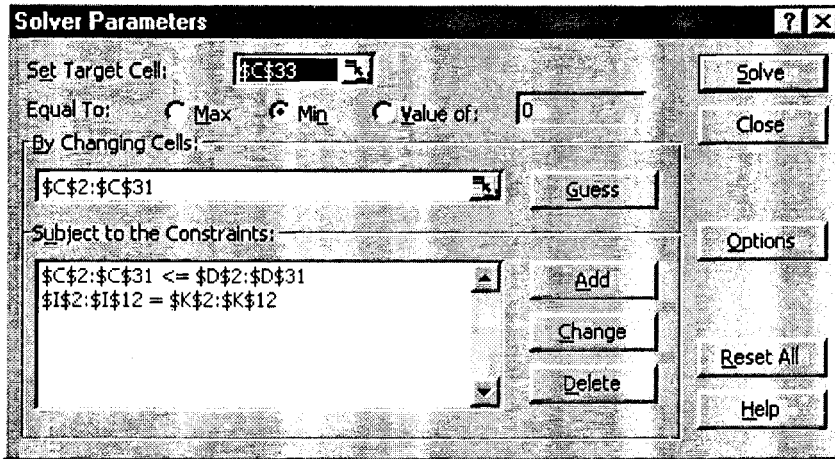 Solver Parameters
Set Target Cell: $C$33 Solve
Equal To: Max Min Value of: 0
Close
By Changing Cells:
$C$2:$C$31 Guess
Subject to the Constraints: Options
$C$2:$C$31 <= $D$2:$D$31 Add
$I$2:$I$12 = $K$2:$K$12
Change
Reset All
Delete
Help